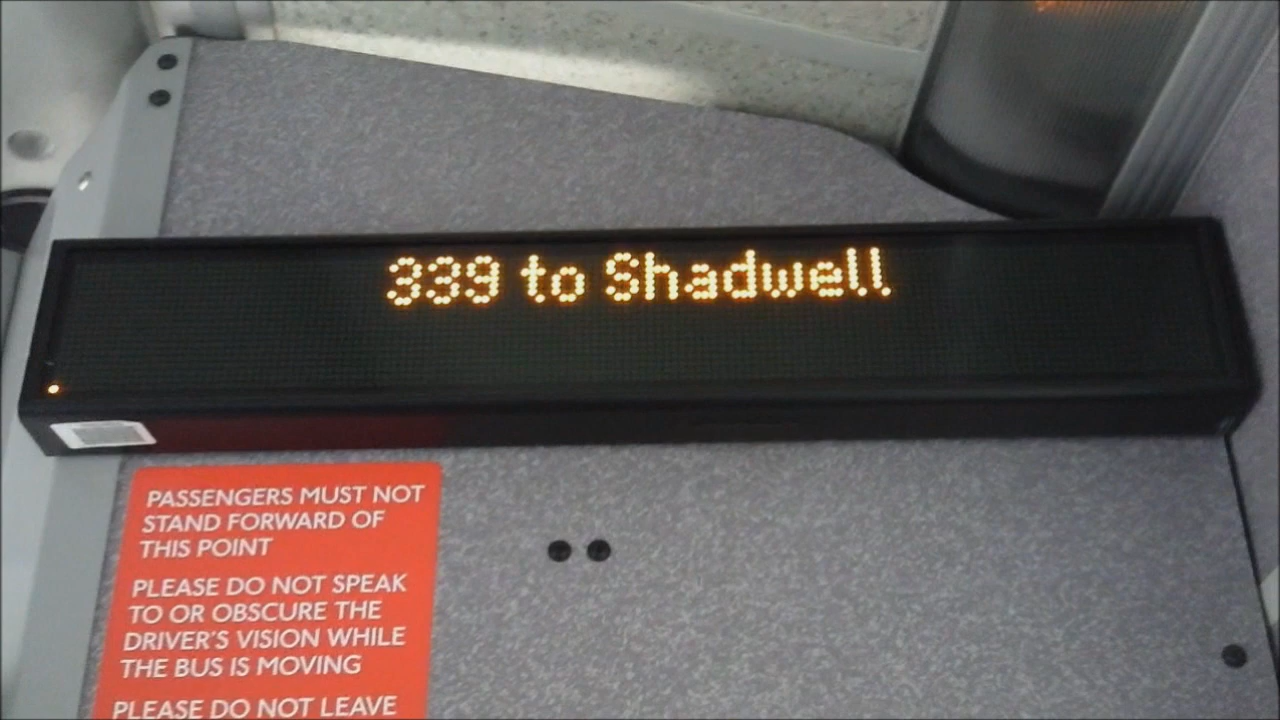 339 to Shadwell
PASSENGERS MUST NOT
STAND FORWARD OF
THIS POINT
PLEASE DO NOT SPEAK
TO OR OBSCURE THE
DRIVER'S VISION WHILE
THE BUS IS MOVING
PLEASE DO NOT LEAVE